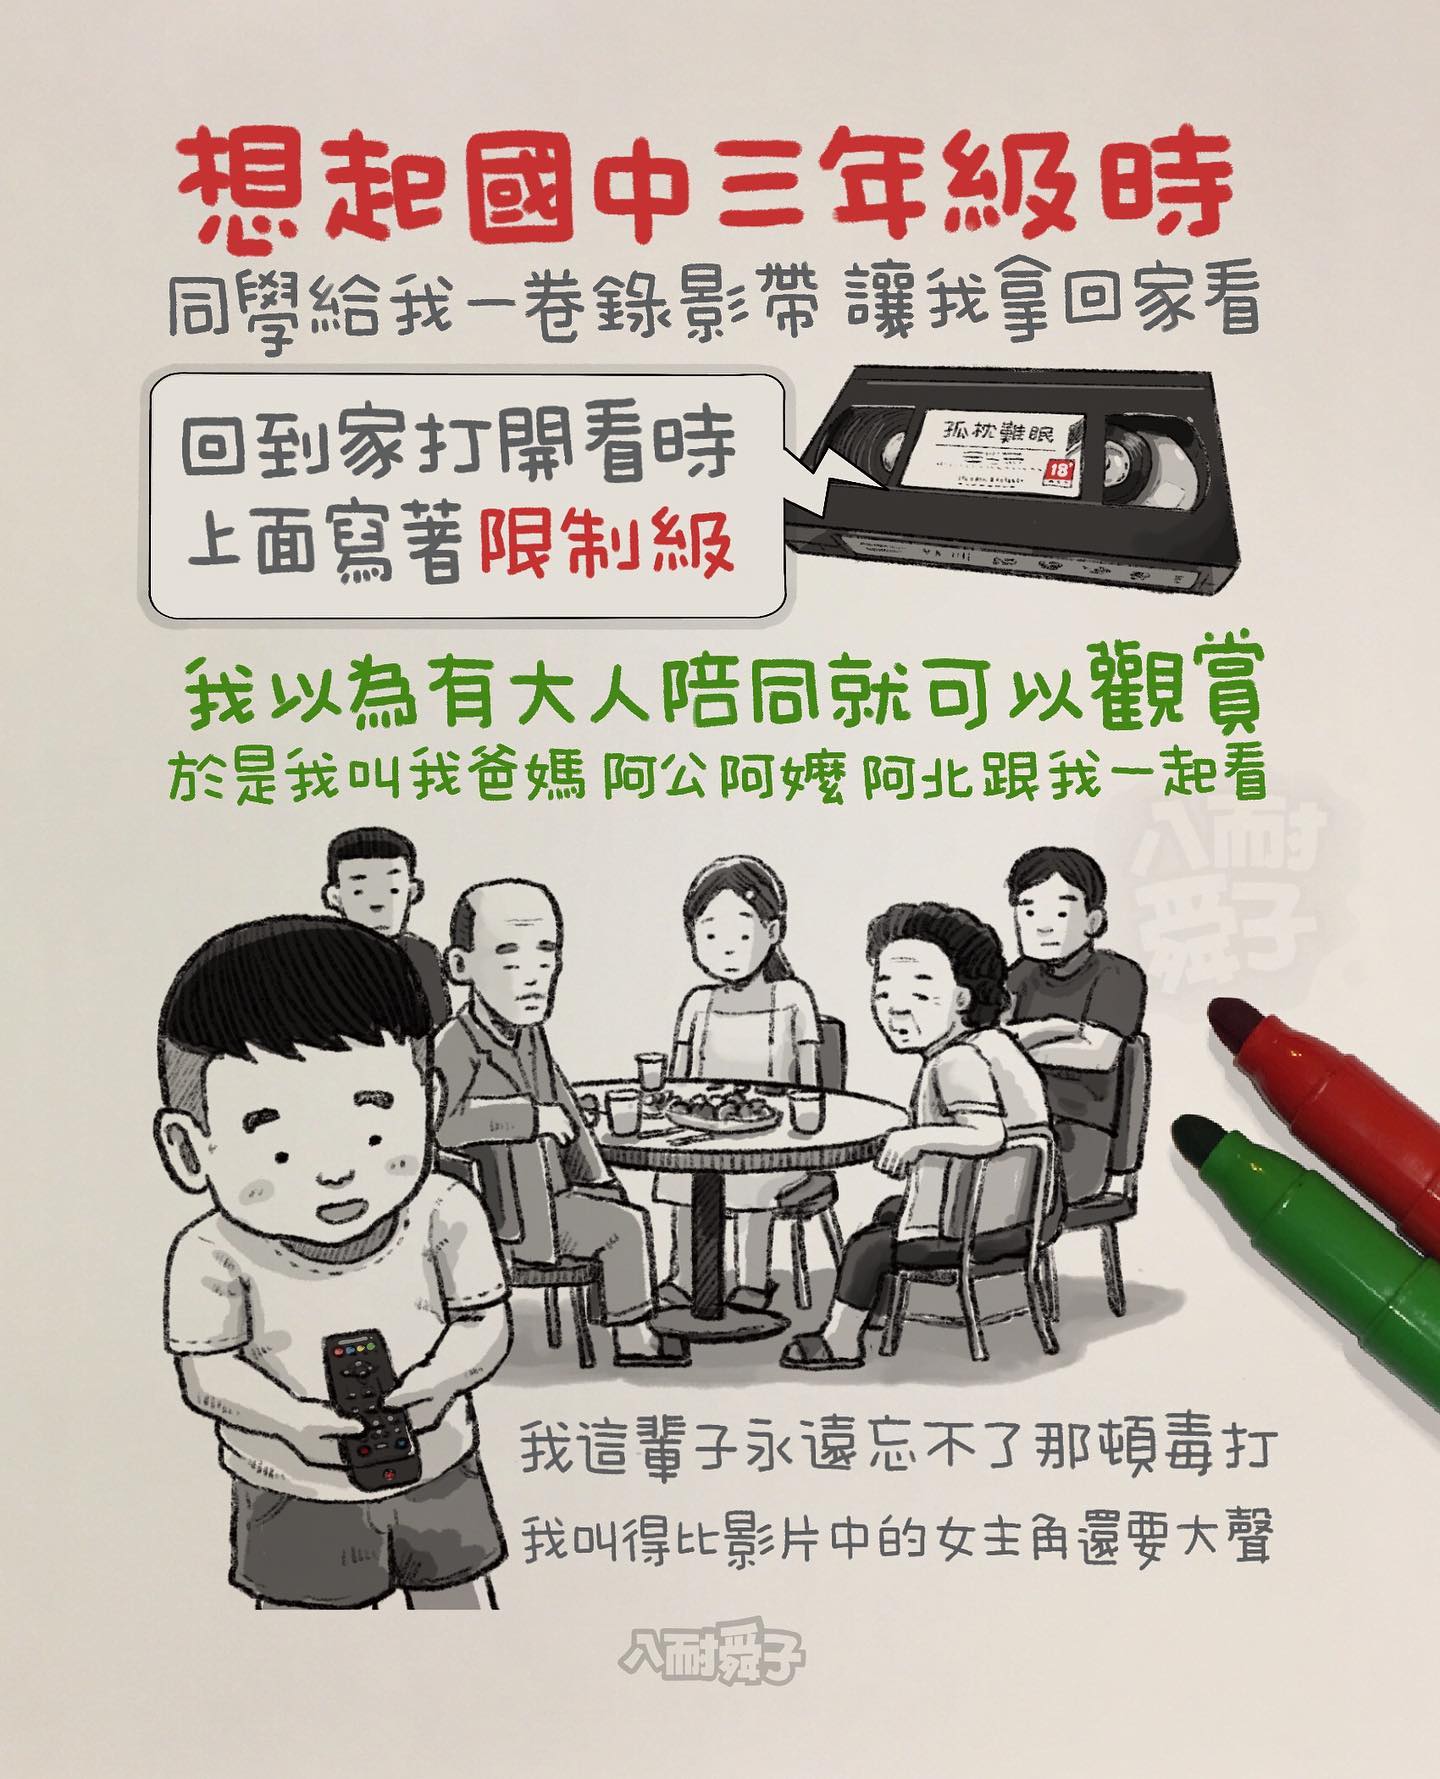 想起國中三年級時
同學給我一卷錄影帶 讓我拿回家看
回到家打開看時
上面寫著限制級
孤枕難眠
18+
我以為有大人陪同就可以觀賞
於是我叫我爸媽 阿公阿嬤 阿北跟我一起看
八耐
舜子
我這輩子永遠忘不了那頓毒打
我叫得比影片中的女主角還要大聲
八耐舜子